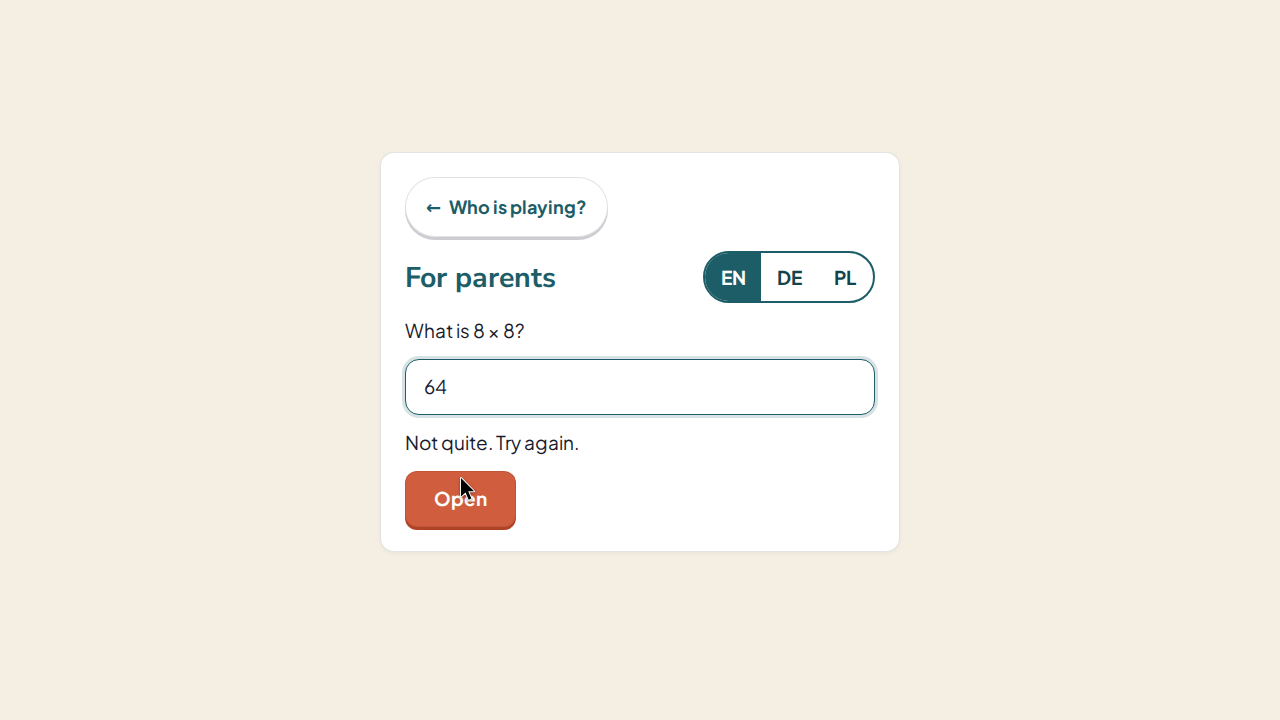 ← Who is playing?
For parents
EN DE PL
What is 8 × 8?
64
Not quite. Try again.
Open